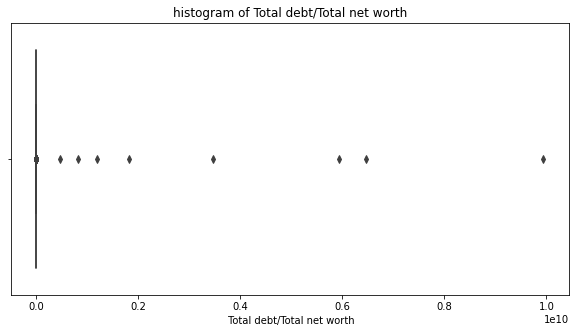 histogram of Total debt/Total net worth
0.0 0.2 0.4 0.6 0.8 1.0
1e10
Total debt/Total net worth